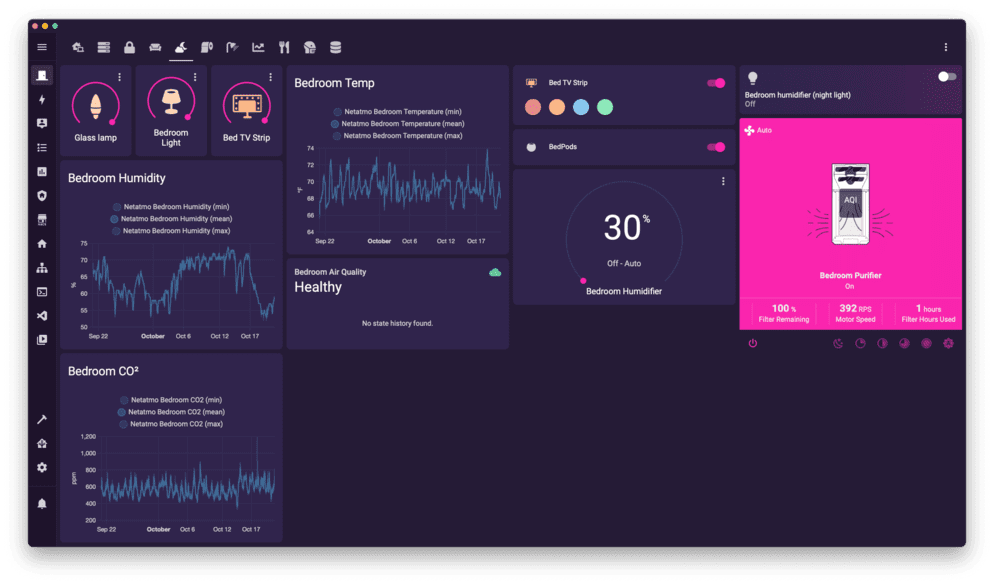 Glass lamp
Bedroom
Light
Bed TV Strip
Bedroom Humidity
Netatmo Bedroom Humidity (min)
Netatmo Bedroom Humidity (mean)
Netatmo Bedroom Humidity (max)
75
70
65
60
55
50
%
Sep 22
October
Oct 6
Oct 12
Oct 17
Bedroom CO²
Netatmo Bedroom CO2 (min)
Netatmo Bedroom CO2 (mean)
Netatmo Bedroom CO2 (max)
1,200
1,000
800
600
400
200
ppm
Sep 22
October
Oct 6
Oct 12
Oct 17
Bedroom Temp
Netatmo Bedroom Temperature (min)
Netatmo Bedroom Temperature (mean)
Netatmo Bedroom Temperature (max)
74
72
70
68
66
64
°F
Sep 22
October
Oct 6
Oct 12
Oct 17
Bedroom Air Quality
Healthy
No state history found.
Bed TV Strip
BedPods
30%
Off - Auto
Bedroom Humidifier
Bedroom humidifier (night light)
Off
Auto
AQI
Bedroom Purifier
On
100 %
Filter Remaining
392 RPS
Motor Speed
1 hours
Filter Hours Used